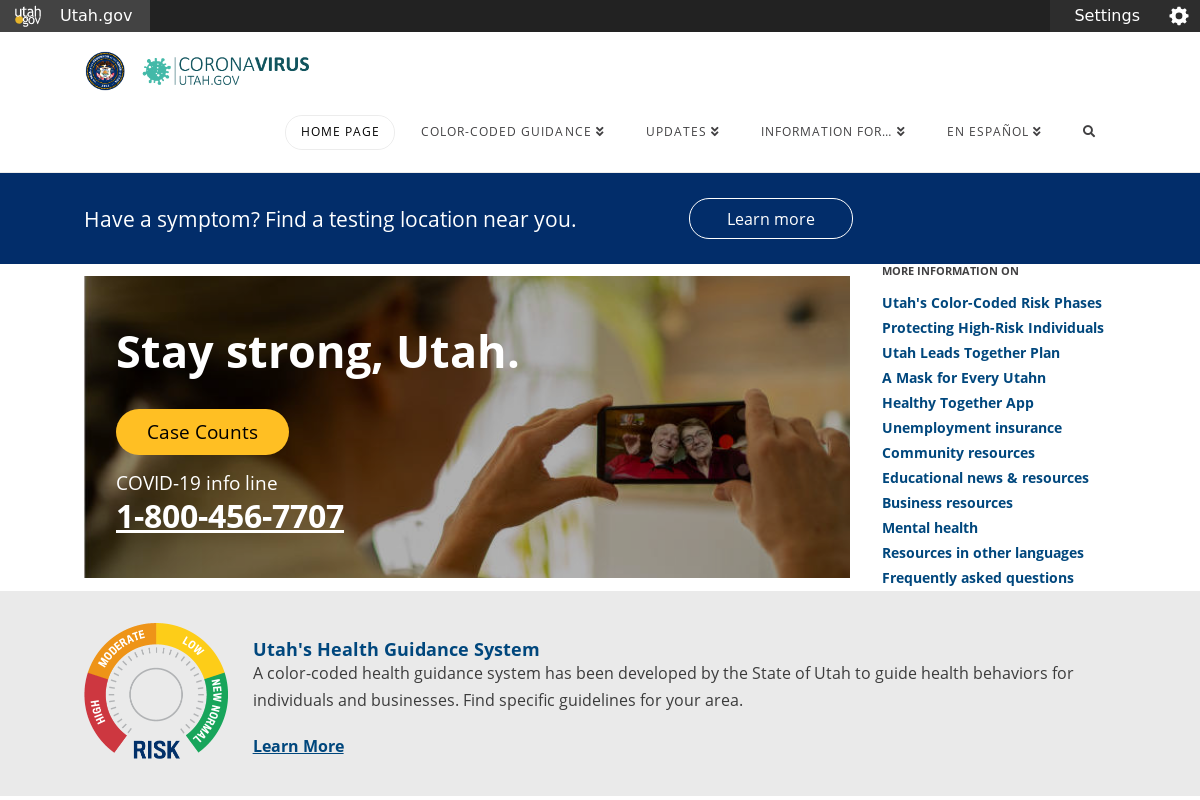 utah gov Utah.gov Settings
CORONAVIRUS
UTAH.GOV
HOME PAGE COLOR-CODED GUIDANCE UPDATES INFORMATION FOR… EN ESPAÑOL
Have a symptom? Find a testing location near you. Learn more
Stay strong, Utah.
Case Counts
COVID-19 info line
1-800-456-7707
MORE INFORMATION ON
Utah's Color-Coded Risk Phases
Protecting High-Risk Individuals
Utah Leads Together Plan
A Mask for Every Utahn
Healthy Together App
Unemployment insurance
Community resources
Educational news & resources
Business resources
Mental health
Resources in other languages
Frequently asked questions
HIGH
MODERATE
LOW
NEW NORMAL
RISK
Utah's Health Guidance System
A color-coded health guidance system has been developed by the State of Utah to guide health behaviors for
individuals and businesses. Find specific guidelines for your area.
Learn More